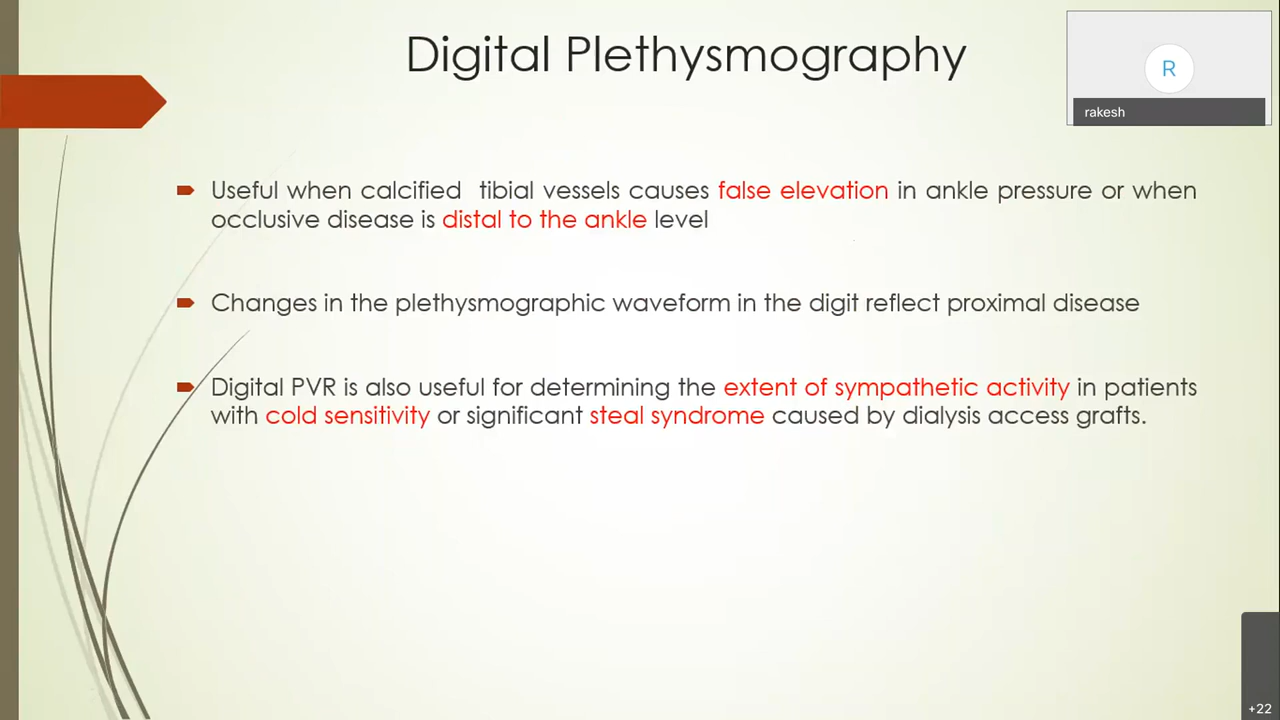 Digital Plethysmography
R
rakesh
Useful when calcified tibial vessels causes false elevation in ankle pressure or when
occlusive disease is distal to the ankle level
Changes in the plethysmographic waveform in the digit reflect proximal disease
Digital PVR is also useful for determining the extent of sympathetic activity in patients
with cold sensitivity or significant steal syndrome caused by dialysis access grafts.
+22